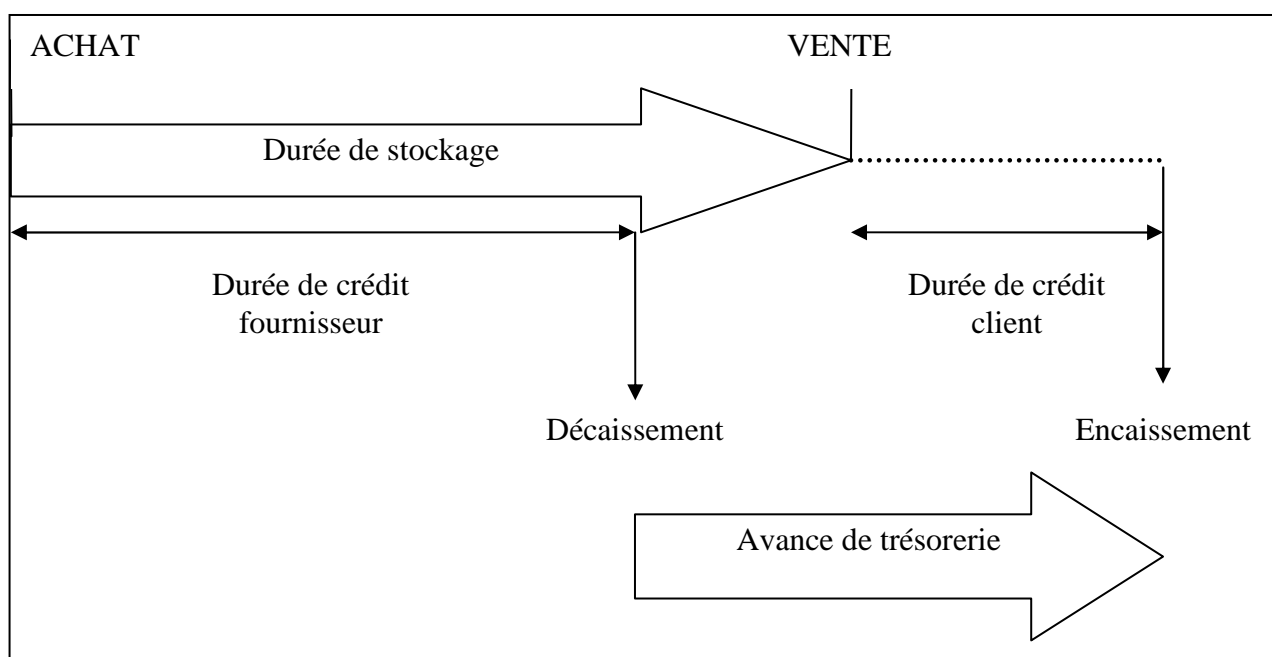 ACHAT
VENTE
Durée de stockage
Durée de crédit
fournisseur
Durée de crédit
client
Décaissement
Encaissement
Avance de trésorerie